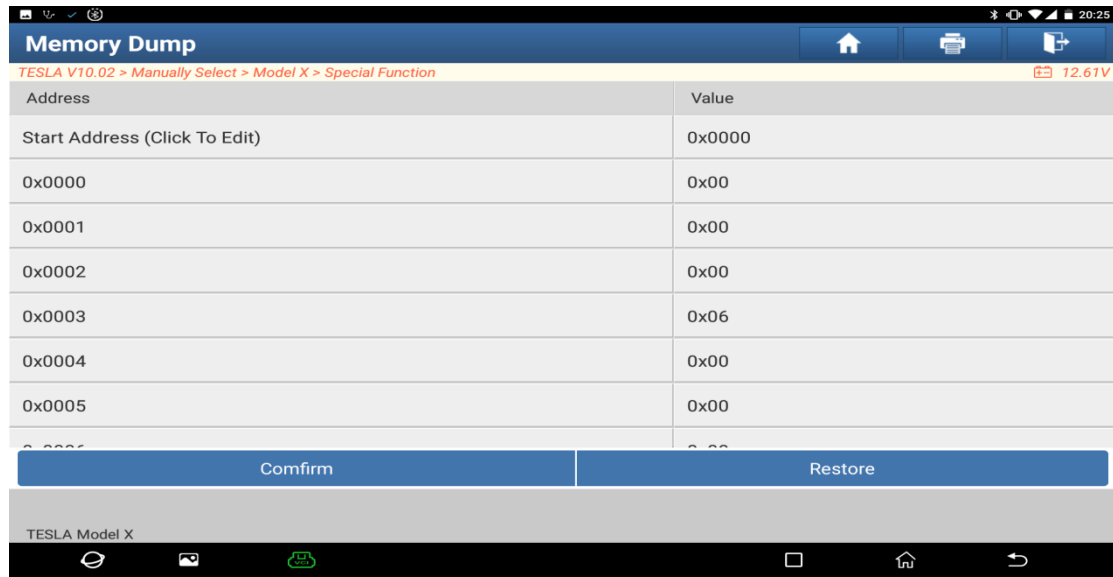 20:25
Memory Dump
TESLA V10.02 > Manually Select > Model X > Special Function 12.61V
Address Value
Start Address (Click To Edit) 0x0000
0x0000 0x00
0x0001 0x00
0x0002 0x00
0x0003 0x06
0x0004 0x00
0x0005 0x00
Comfirm Restore
TESLA Model X
VCI